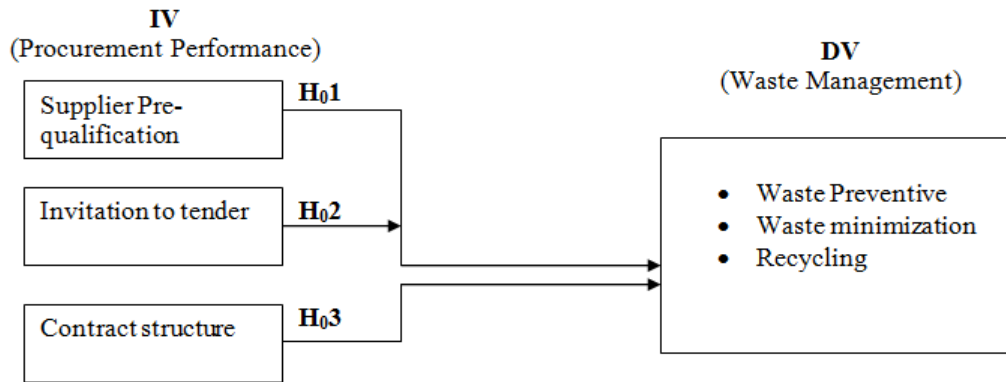 IV
(Procurement Performance)
Supplier Pre-
qualification
H₀1
Invitation to tender
H₀2
Contract structure
H₀3
DV
(Waste Management)
• Waste Preventive
• Waste minimization
• Recycling